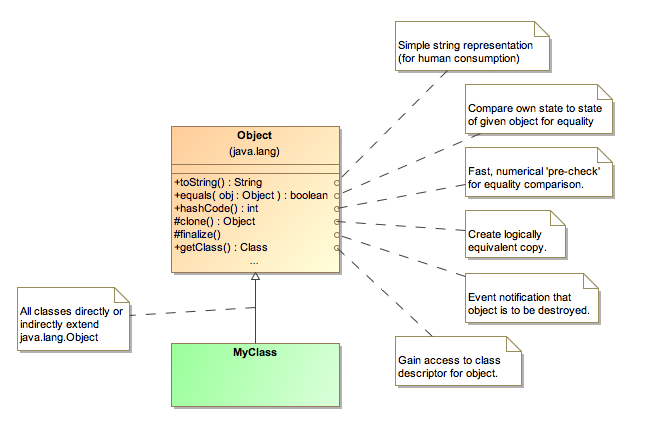 Simple string representation
(for human consumption)
Compare own state to state
of given object for equality
Object
(java.lang)
Fast, numerical 'pre-check'
for equality comparison.
+toString() : String
+equals( obj : Object ) : boolean
+hashCode() : int
#clone() : Object
#finalize()
+getClass() : Class
...
Create logically
equivalent copy.
Event notification that
object is to be destroyed.
All classes directly or
indirectly extend
java.lang.Object
MyClass
Gain access to class
descriptor for object.